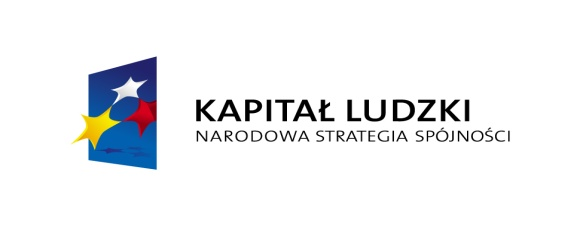 KAPITAŁ LUDZKI
NARODOWA STRATEGIA SPÓJNOŚCI